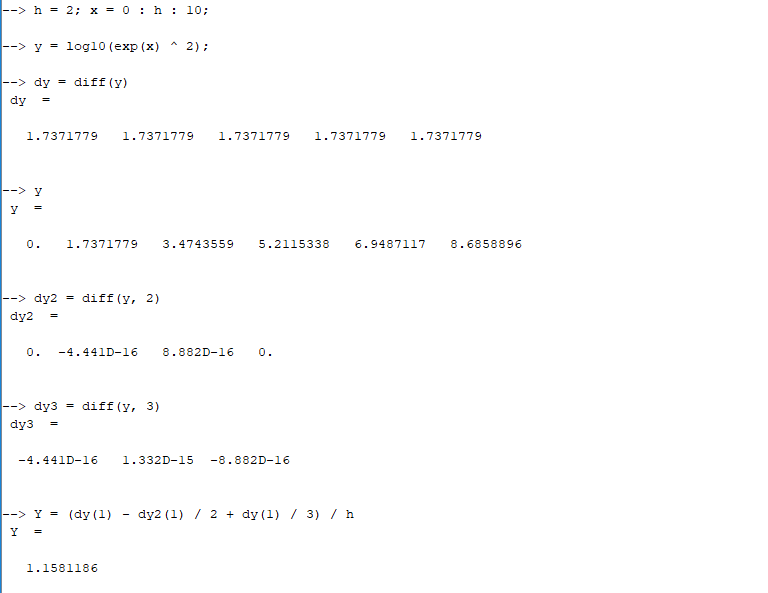 --> h = 2; x = 0 : h : 10;
--> y = log10(exp(x) ^ 2);
--> dy = diff(y)
dy  =
1.7371779   1.7371779   1.7371779   1.7371779   1.7371779
--> y
y  =
0.   1.7371779   3.4743559   5.2115338   6.9487117   8.6858896
--> dy2 = diff(y, 2)
dy2  =
0.  -4.441D-16   8.882D-16   0.
--> dy3 = diff(y, 3)
dy3  =
-4.441D-16   1.332D-15  -8.882D-16
--> Y = (dy(1) - dy2(1) / 2 + dy(1) / 3) / h
Y  =
1.1581186